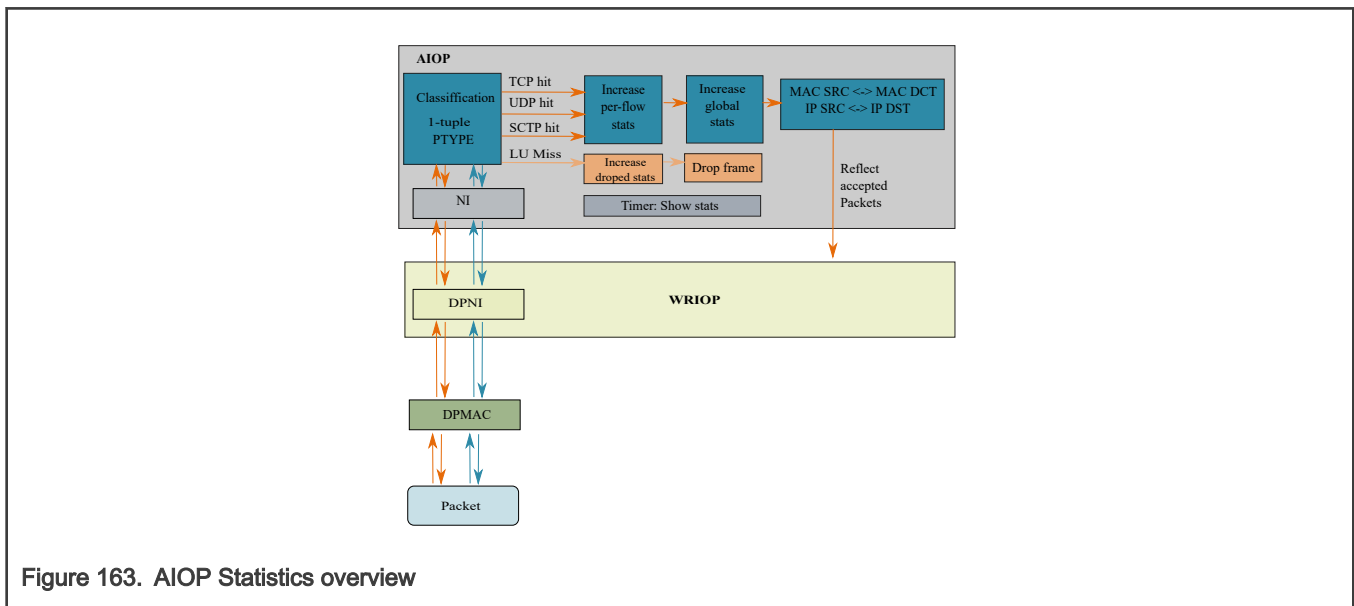 AIOP
Classiffication
1-tuple
PTYPE
TCP hit
UDP hit
SCTP hit
LU Miss
Increase
per-flow
stats
Increase
global
stats
MAC SRC <-> MAC DCT
IP SRC <-> IP DST
Increase
droped stats
Drop frame
Reflect
accepted
Packets
NI
Timer: Show stats
DPNI
WRIOP
DPMAC
Packet
Figure 163. AIOP Statistics overview